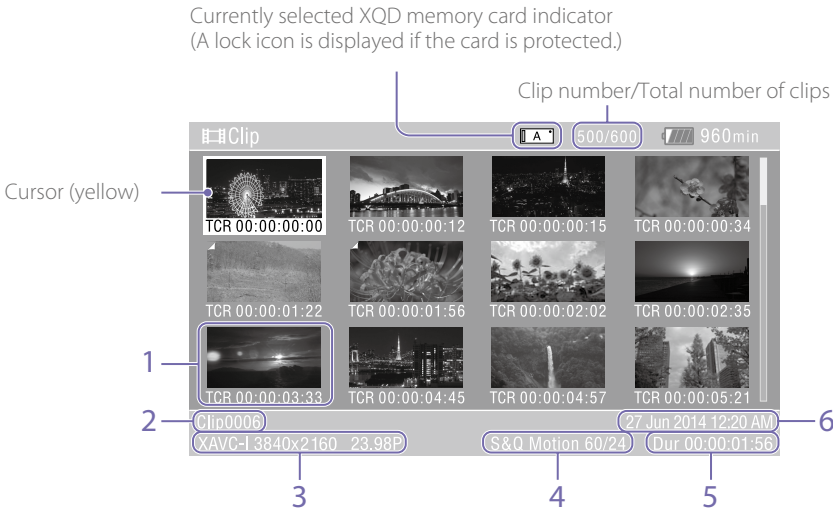 Currently selected XQD memory card indicator
(A lock icon is displayed if the card is protected.)
Clip number/Total number of clips
Clip
A
500/600
960min
Cursor (yellow)
TCR 00:00:00:00
TCR 00:00:00:12
TCR 00:00:00:15
TCR 00:00:00:34
TCR 00:00:01:22
TCR 00:00:01:56
TCR 00:00:02:02
TCR 00:00:02:35
1
TCR 00:00:03:33
TCR 00:00:04:45
TCR 00:00:04:57
TCR 00:00:05:21
2
Clip0006
27 Jun 2014 12:20 AM
6
XAVC-I 3840x2160 23.98P
S&Q Motion 60/24
Dur 00:00:01:56
3
4
5